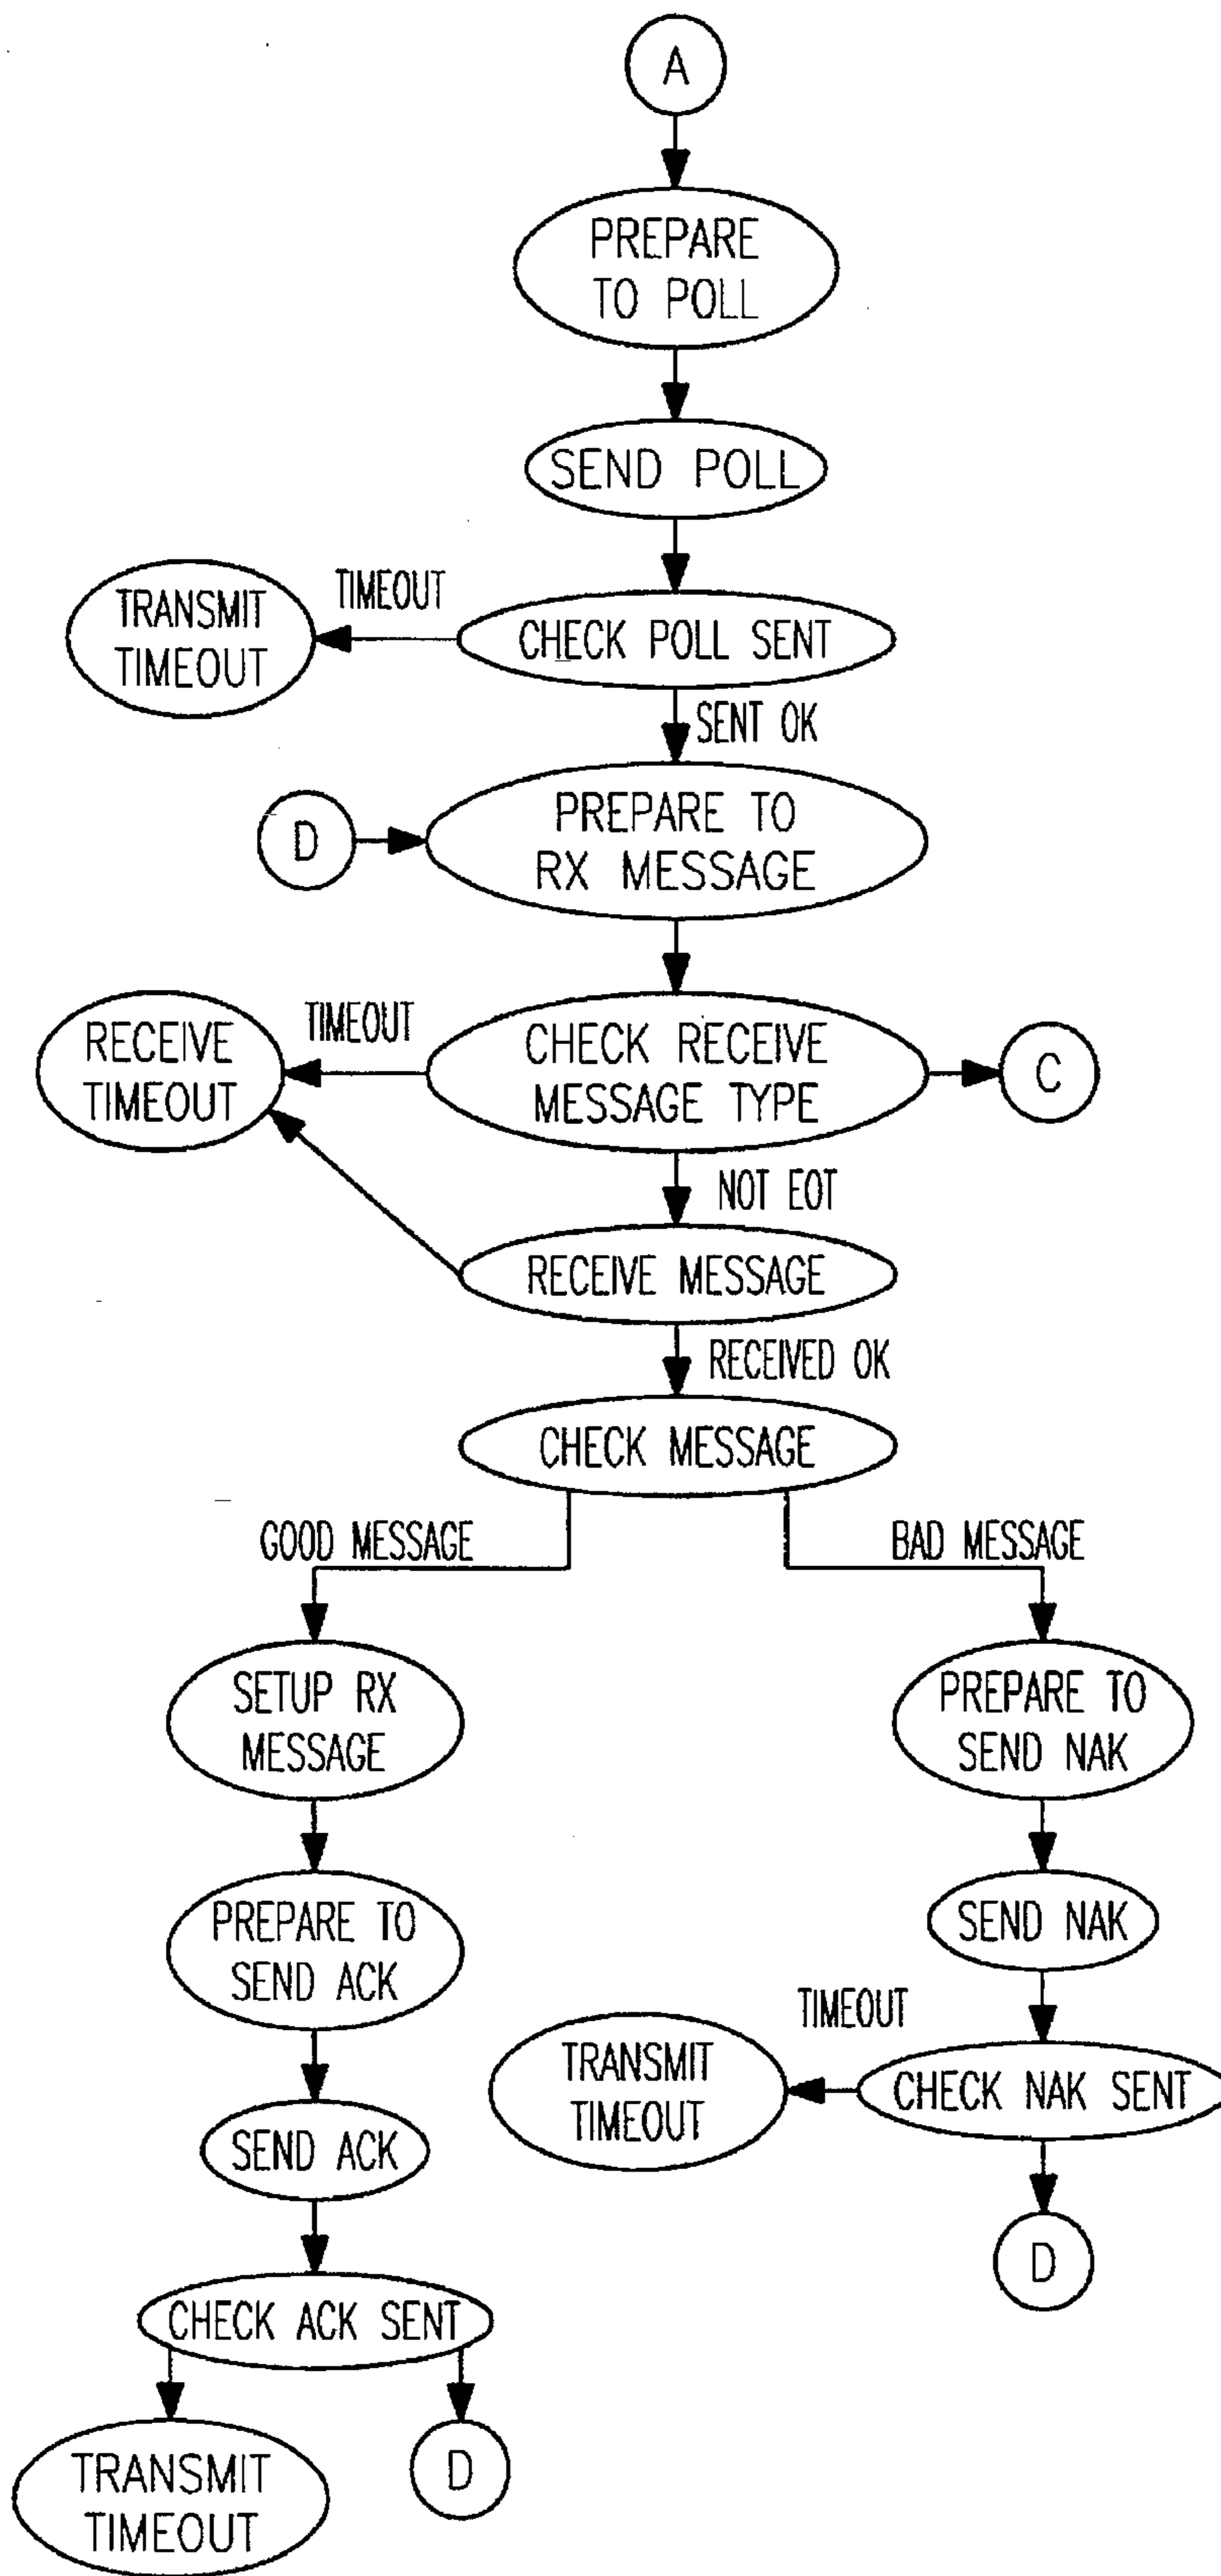 A
PREPARE
TO POLL
SEND POLL
TIMEOUT
TRANSMIT
TIMEOUT
CHECK POLL SENT
SENT OK
D
PREPARE TO
RX MESSAGE
TIMEOUT
RECEIVE
TIMEOUT
CHECK RECEIVE
MESSAGE TYPE
C
NOT EOT
RECEIVE MESSAGE
RECEIVED OK
CHECK MESSAGE
GOOD MESSAGE
BAD MESSAGE
SETUP RX
MESSAGE
PREPARE TO
SEND NAK
PREPARE TO
SEND ACK
SEND NAK
TIMEOUT
TRANSMIT
TIMEOUT
CHECK NAK SENT
SEND ACK
D
CHECK ACK SENT
TRANSMIT
TIMEOUT
D